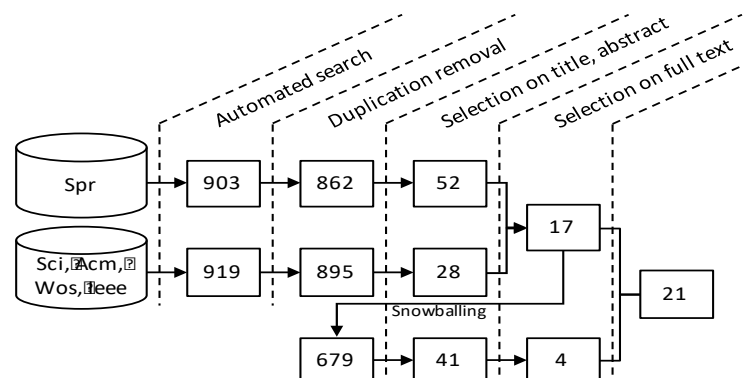 Automated search
Duplication removal
Selection on title, abstract
Selection on full text
Spr
903
862
52
17
Sci, Acm,
Wos, Ieee
919
895
28
21
Snowballing
679
41
4